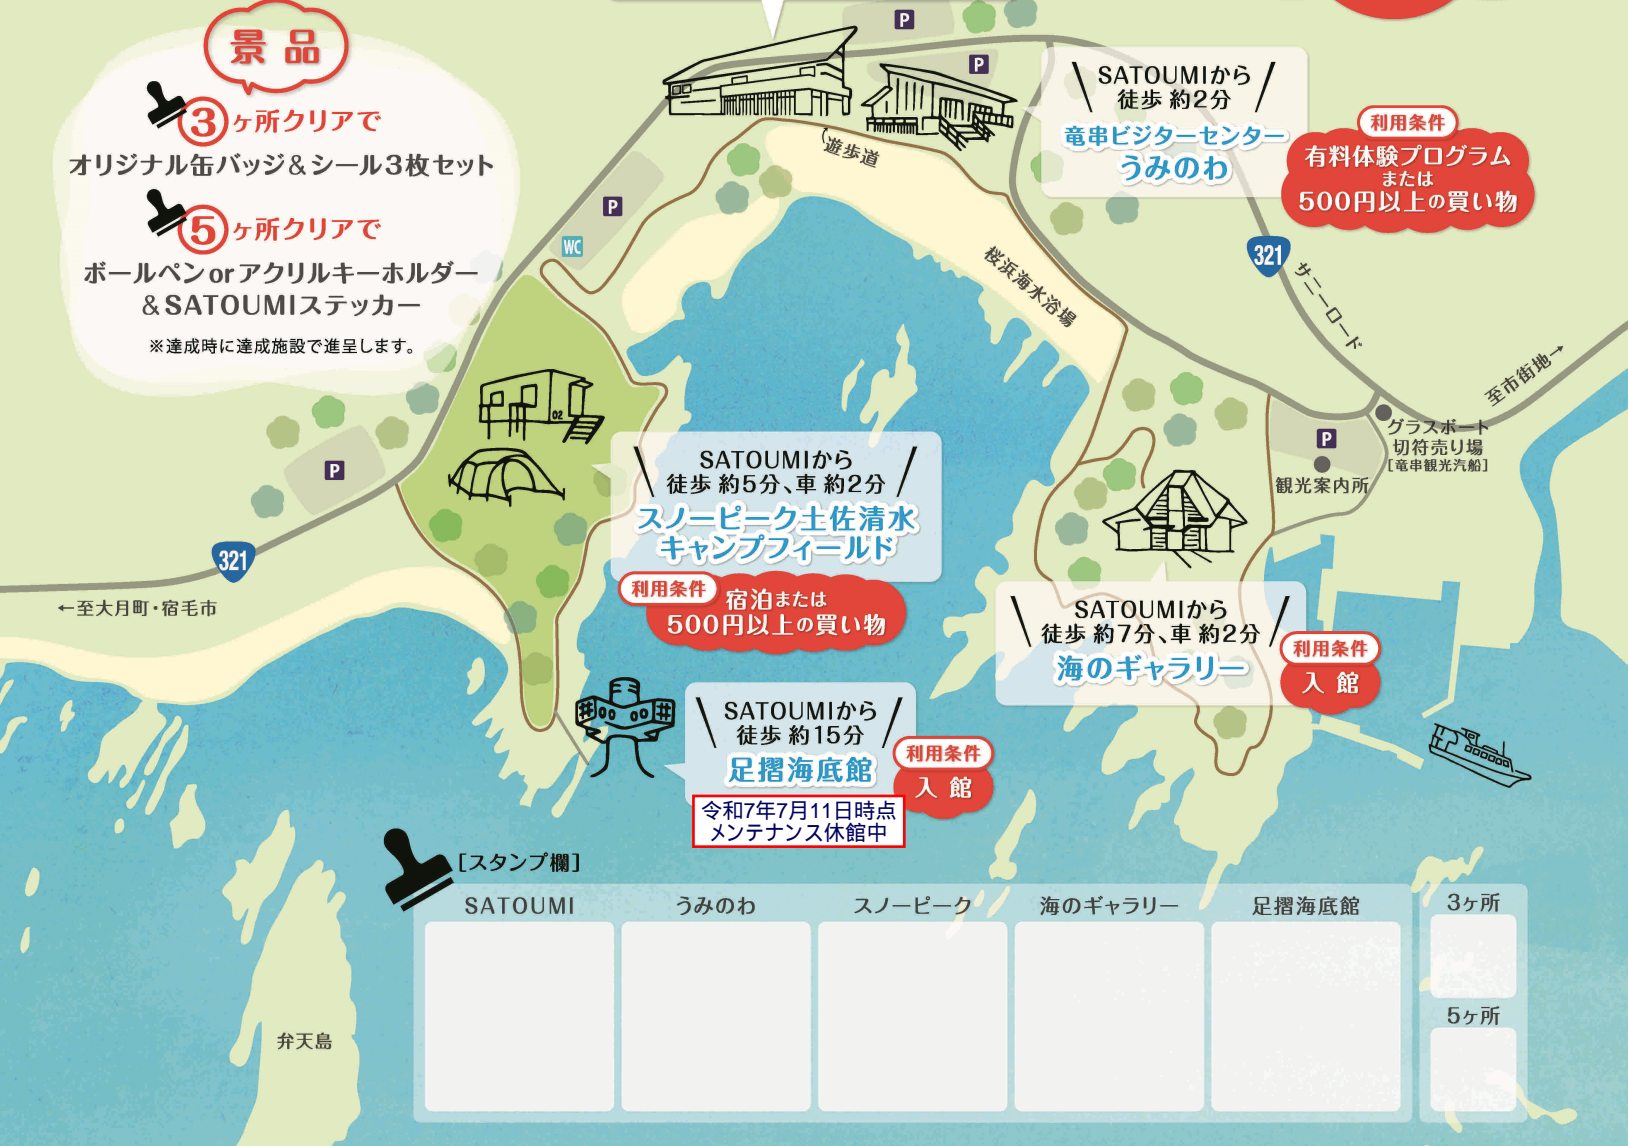 景品
3ヶ所クリアで
オリジナル缶バッジ&シール3枚セット
5ヶ所クリアで
ボールペンorアクリルキーホルダー
&SATOUMIステッカー
※達成時に達成施設で進呈します。
P
P
SATOUMIから
徒歩 約2分
竜串ビジターセンター
うみのわ
利用条件
有料体験プログラム
または
500円以上の買い物
遊歩道
P
WC
桜浜海水浴場
321
サニーロード
至市街地→
グラスボート
切符売り場
[竜串観光汽船]
P
観光案内所
02
P
321
←至大月町・宿毛市
SATOUMIから
徒歩 約5分、車 約2分
スノーピーク土佐清水
キャンプフィールド
利用条件
宿泊または
500円以上の買い物
SATOUMIから
徒歩 約7分、車 約2分
海のギャラリー
利用条件
入館
SATOUMIから
徒歩 約15分
足摺海底館
利用条件
入館
令和7年7月11日時点
メンテナンス休館中
[スタンプ欄]
SATOUMI
うみのわ
スノーピーク
海のギャラリー
足摺海底館
3ヶ所
5ヶ所
弁天島